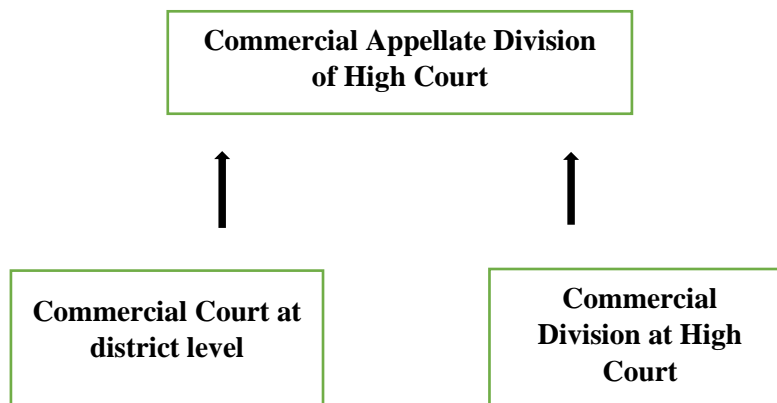 Commercial Appellate Division
of High Court
Commercial Court at
district level
Commercial
Division at High
Court